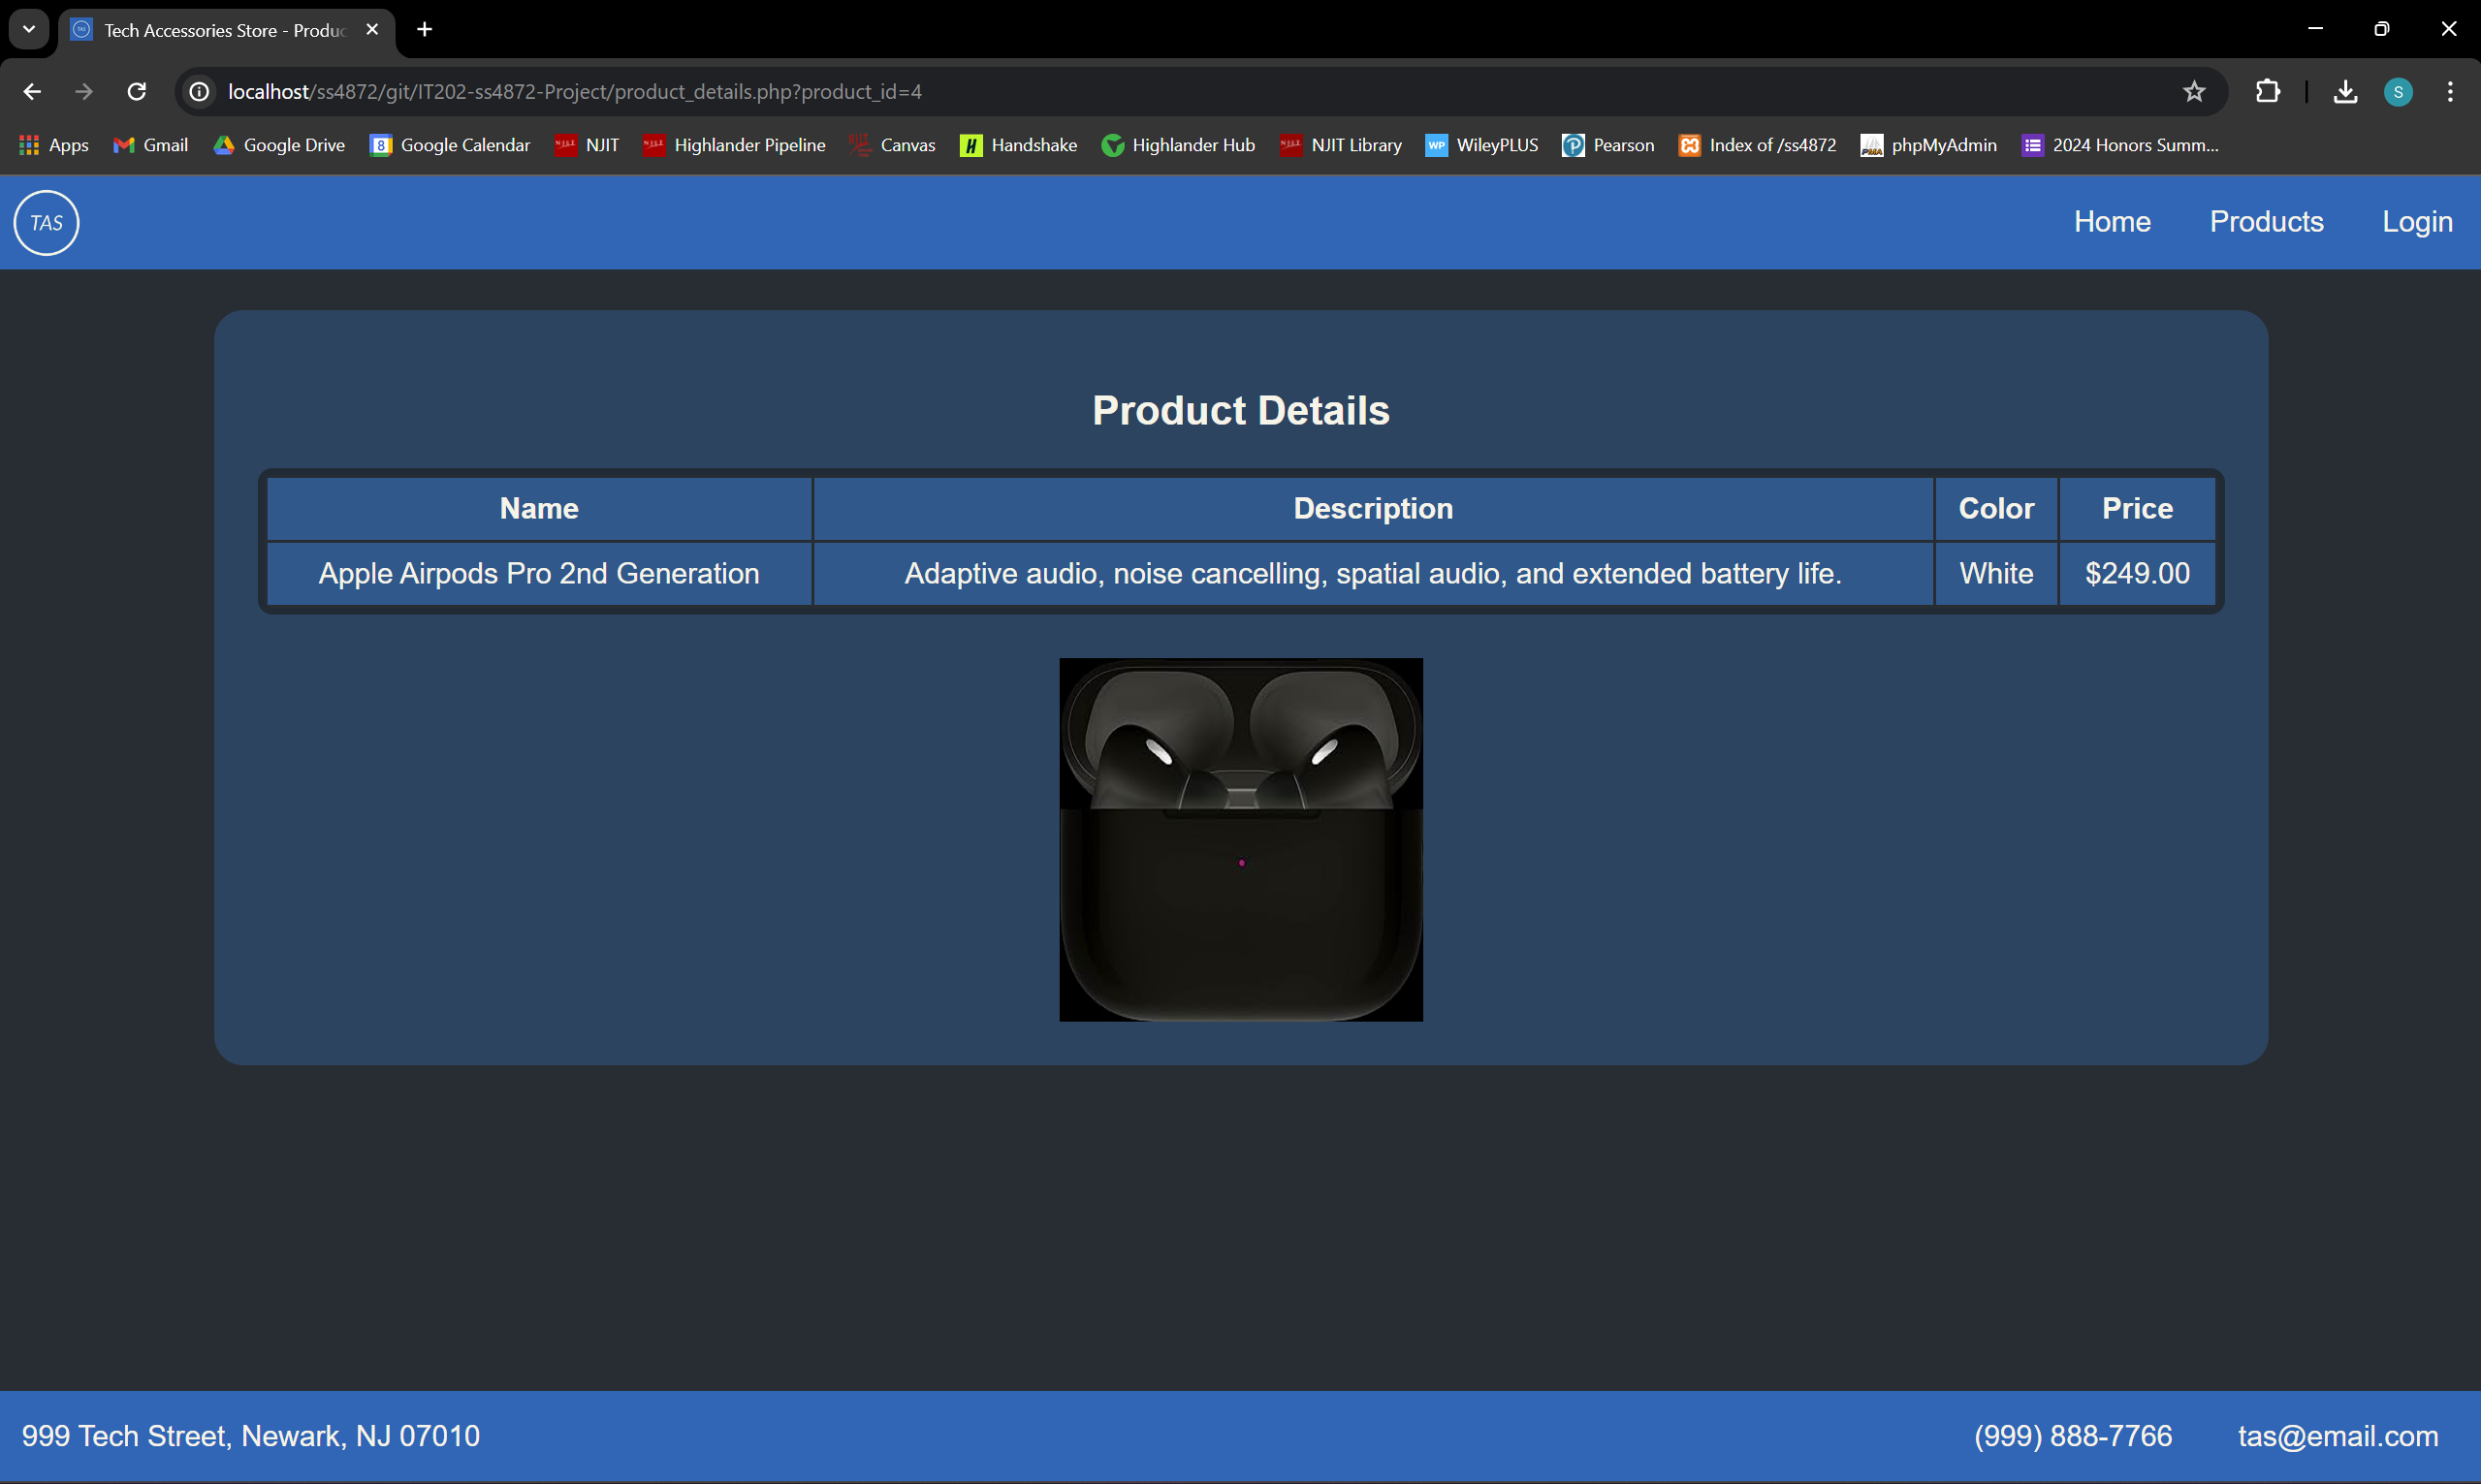 Tech Accessories Store - Produc
localhost/ss4872/git/IT202-ss4872-Project/product_details.php?product_id=4
S
Apps Gmail 8 Google Calendar Google Drive NJIT Highlander Pipeline Canvas H Handshake Highlander Hub NJIT Library WP WileyPLUS Pearson Index of /ss4872 PMA phpMyAdmin 2024 Honors Summ...
TAS Home Products Login
Product Details
Name Description Color Price
Apple Airpods Pro 2nd Generation Adaptive audio, noise cancelling, spatial audio, and extended battery life. White $249.00
999 Tech Street, Newark, NJ 07010 (999) 888-7766 tas@email.com